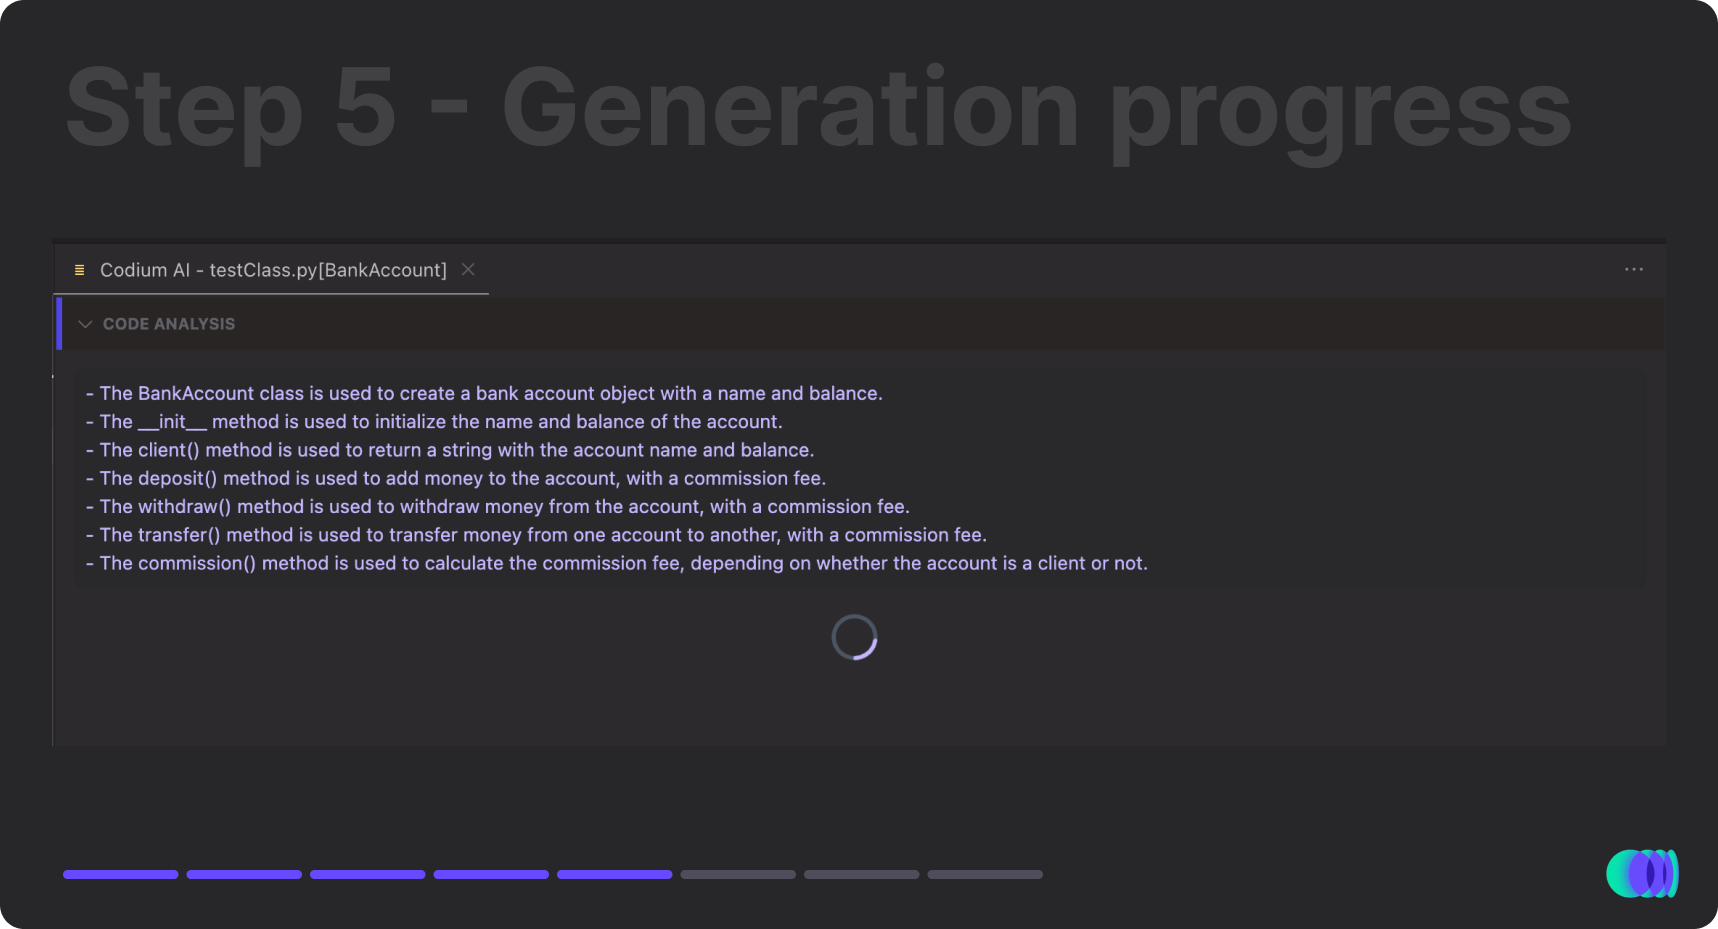 Step 5 - Generation progress
Codium AI - testClass.py[BankAccount]
CODE ANALYSIS
- The BankAccount class is used to create a bank account object with a name and balance.
- The __init__ method is used to initialize the name and balance of the account.
- The client() method is used to return a string with the account name and balance.
- The deposit() method is used to add money to the account, with a commission fee.
- The withdraw() method is used to withdraw money from the account, with a commission fee.
- The transfer() method is used to transfer money from one account to another, with a commission fee.
- The commission() method is used to calculate the commission fee, depending on whether the account is a client or not.